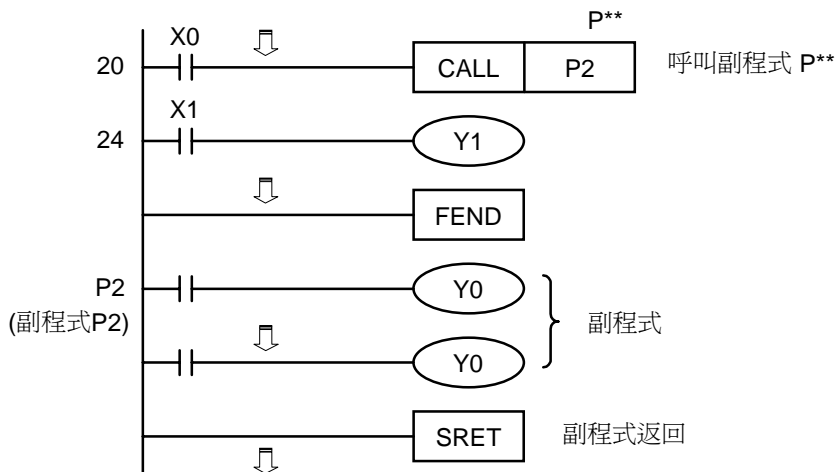 P**
X0
20 CALL P2 呼叫副程式 P**
X1
24 Y1
FEND
P2 Y0
(副程式P2)
副程式
Y0
SRET 副程式返回